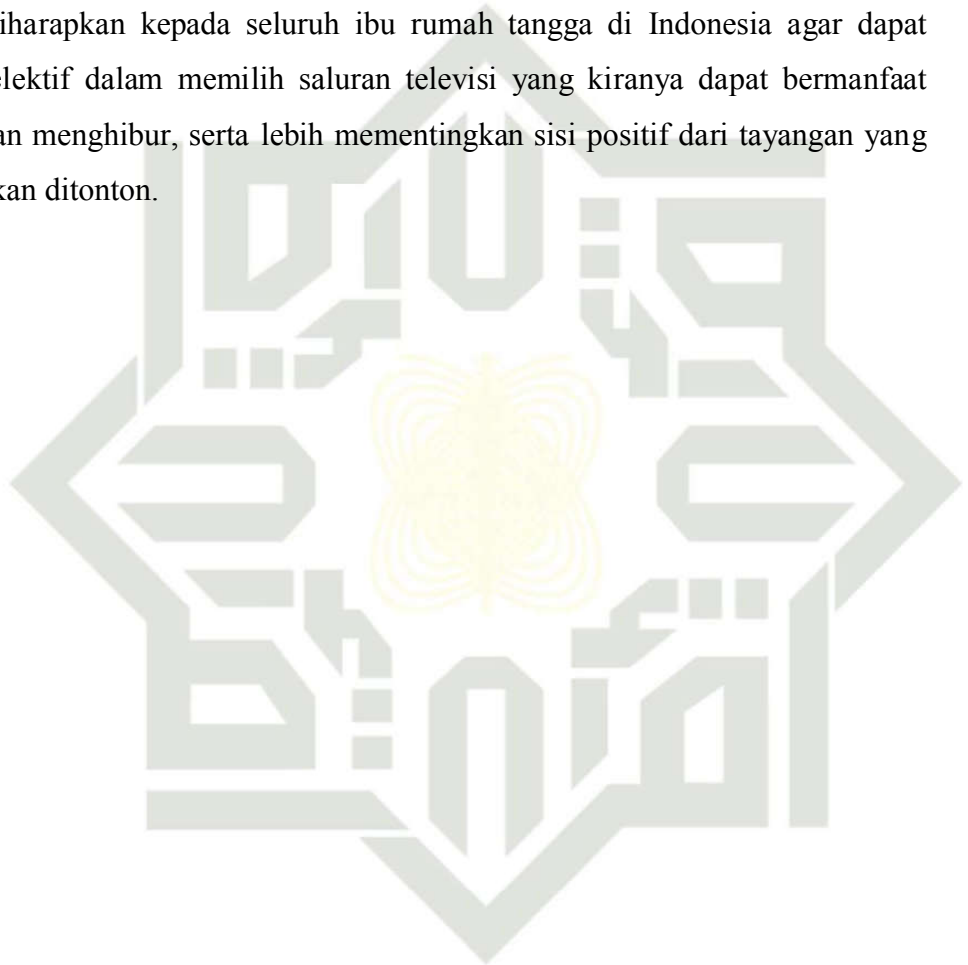 iharapkan kepada seluruh ibu rumah tangga di Indonesia agar dapat
elektif dalam memilih saluran televisi yang kiranya dapat bermanfaat
an menghibur, serta lebih mementingkan sisi positif dari tayangan yang
kan ditonton.